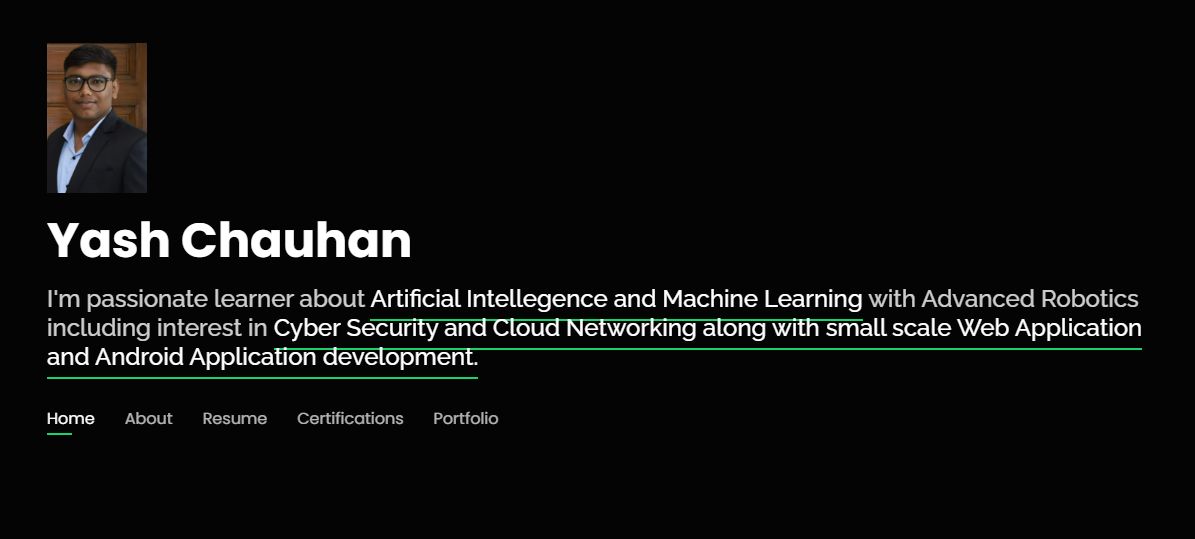 Yash Chauhan
I'm passionate learner about Artificial Intellegence and Machine Learning with Advanced Robotics
including interest in Cyber Security and Cloud Networking along with small scale Web Application
and Android Application development.
Home About Resume Certifications Portfolio